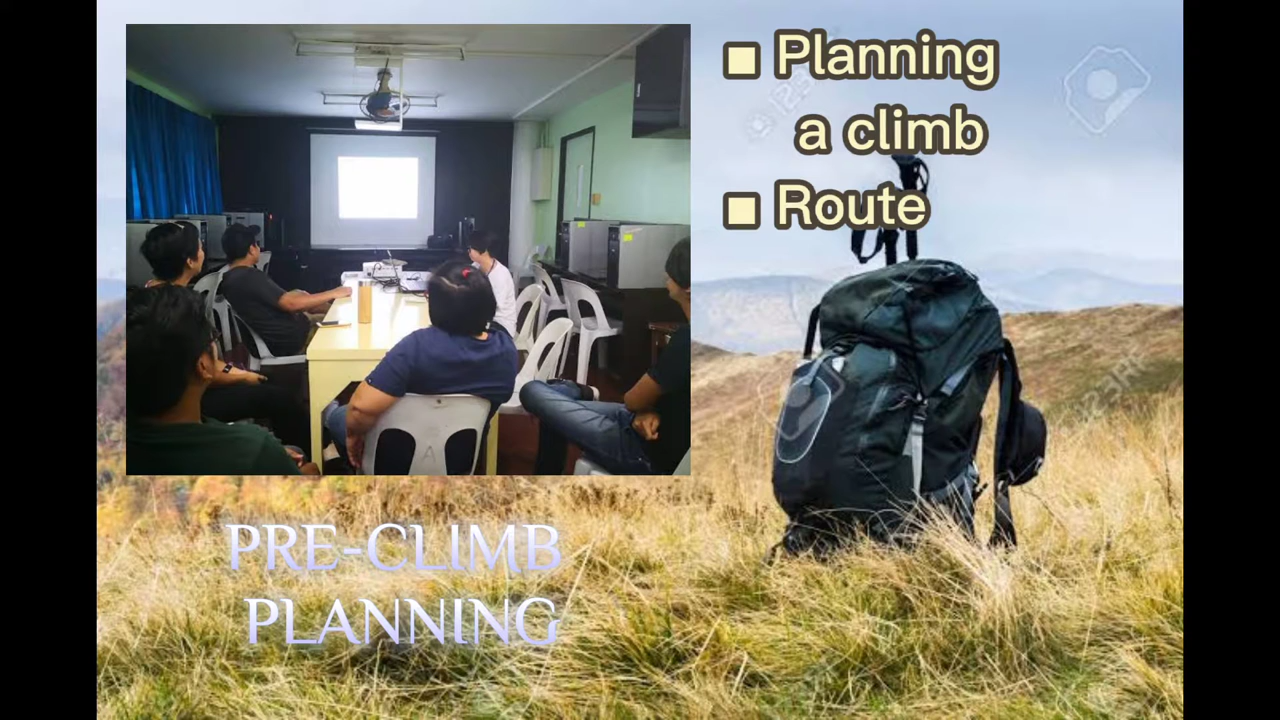 ■ Planning
a climb
■ Route
PRE-CLIMB
PLANNING